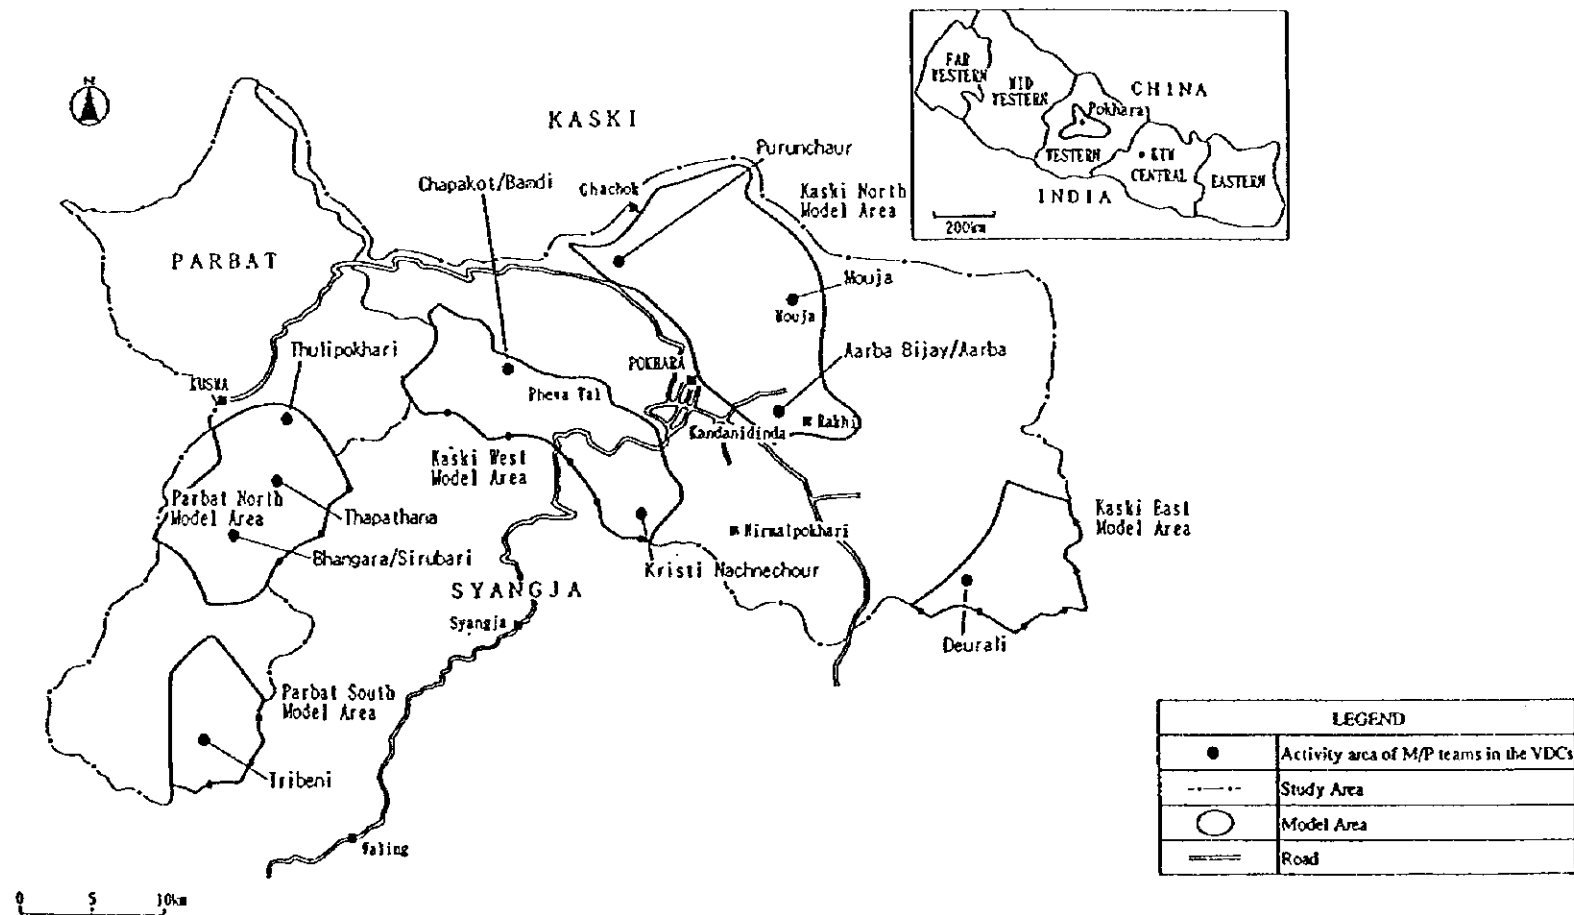 N
KASKI
PARBAT
SYANGJA
Purunchaur
Chapakot/Bamdi
Ghachok
Kaski North
Model Area
Mouja
Mouja
Thulipokhari
KUSMA
POKHARA
Phewa Tal
Aarba Bijay/Aarba
Rakhi
Kandanidinda
Kaski West
Model Area
Parbat North
Model Area
Thapathana
Bhangara/Sirubari
Nirmalpokhari
Kristi Nachnechour
Kaski East
Model Area
Deurali
Syangja
Parbat South
Model Area
Tribeni
Waling
0 5 10km
FAR
WESTERN
MID
WESTERN
CHINA
Pokhara
WESTERN
KTM
CENTRAL
EASTERN
INDIA
200km
LEGEND
Activity area of M/P teams in the VDCs
Study Area
Model Area
Road